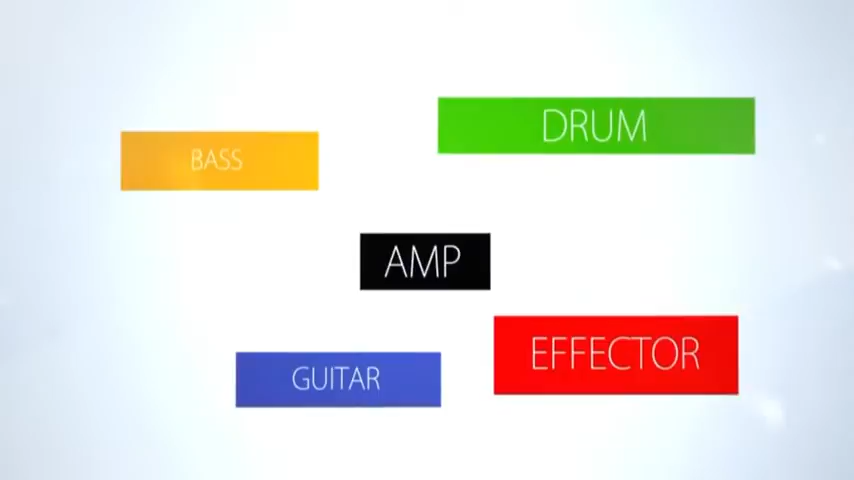 DRUM
BASS
AMP
EFFECTOR
GUITAR